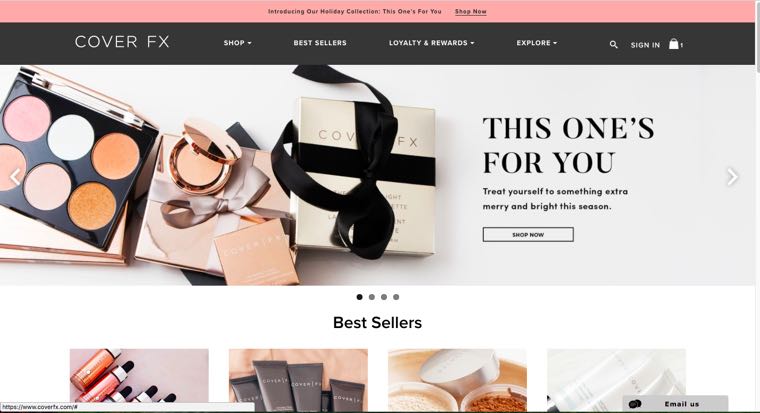 Introducing Our Holiday Collection: This One's For You Shop Now
COVER FX
SHOP
BEST SELLERS
LOYALTY & REWARDS
EXPLORE
SIGN IN
1
COVER FX
COVER FX
THIS ONE'S
FOR YOU
Treat yourself to something extra
merry and bright this season.
SHOP NOW
Best Sellers
Email us
https://www.coverfx.com/#